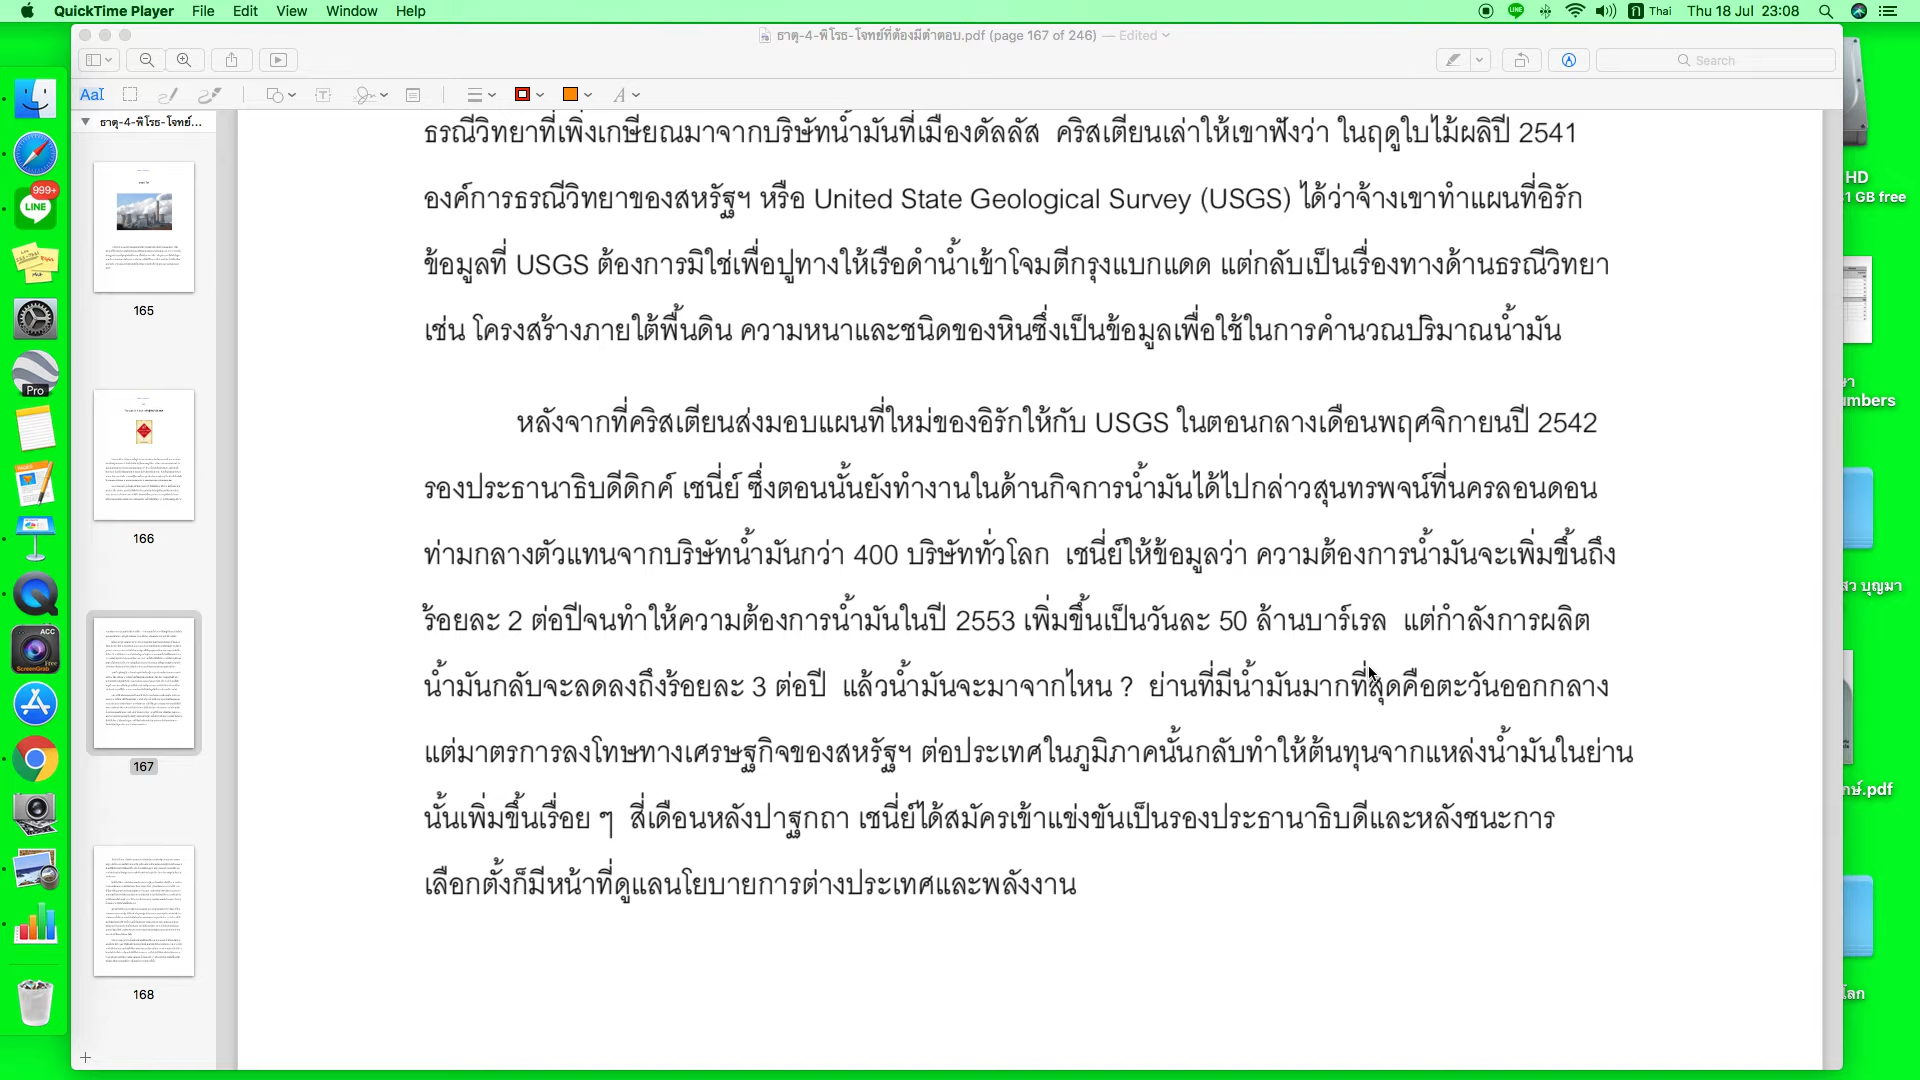 QuickTime Player File Edit View Window Help
Thai Thu 18 Jul 23:08
ธาตุ-4-พิโรธ-โจทย์ที่ต้องมีคำตอบ.pdf (page 167 of 246) — Edited
Search
ธาตุ-4-พิโรธ-โจทย์...
165
166
167
168
999+
LINE
Pro
PAGES
ACC
Free
ScreenGrab
ธรณีวิทยาที่เพิ่งเกษียณมาจากบริษัทน้ำมันที่เมืองดัลลัส คริสเตียนเล่าให้เขาฟังว่า ในฤดูใบไม้ผลิปี 2541
องค์การธรณีวิทยาของสหรัฐฯ หรือ United State Geological Survey (USGS) ได้ว่าจ้างเขาทำแผนที่อิรัก
ข้อมูลที่ USGS ต้องการมิใช่เพื่อปูทางให้เรือดำน้ำเข้าโจมตีกรุงแบกแดด แต่กลับเป็นเรื่องทางด้านธรณีวิทยา
เช่น โครงสร้างภายใต้พื้นดิน ความหนาและชนิดของหินซึ่งเป็นข้อมูลเพื่อใช้ในการคำนวณปริมาณน้ำมัน
หลังจากที่คริสเตียนส่งมอบแผนที่ใหม่ของอิรักให้กับ USGS ในตอนกลางเดือนพฤศจิกายนปี 2542
รองประธานาธิบดีดิกค์ เชนี่ย์ ซึ่งตอนนั้นยังทำงานในด้านกิจการน้ำมันได้ไปกล่าวสุนทรพจน์ที่นครลอนดอน
ท่ามกลางตัวแทนจากบริษัทน้ำมันกว่า 400 บริษัททั่วโลก เชนี่ย์ให้ข้อมูลว่า ความต้องการน้ำมันจะเพิ่มขึ้นถึง
ร้อยละ 2 ต่อปีจนทำให้ความต้องการน้ำมันในปี 2553 เพิ่มขึ้นเป็นวันละ 50 ล้านบาร์เรล แต่กำลังการผลิต
น้ำมันกลับจะลดลงถึงร้อยละ 3 ต่อปี แล้วน้ำมันจะมาจากไหน ? ย่านที่มีน้ำมันมากที่สุดคือตะวันออกกลาง
แต่มาตรการลงโทษทางเศรษฐกิจของสหรัฐฯ ต่อประเทศในภูมิภาคนั้นกลับทำให้ต้นทุนจากแหล่งน้ำมันในย่าน
นั้นเพิ่มขึ้นเรื่อย ๆ สี่เดือนหลังปาฐกถา เชนี่ย์ได้สมัครเข้าแข่งขันเป็นรองประธานาธิบดีและหลังชนะการ
เลือกตั้งก็มีหน้าที่ดูแลนโยบายการต่างประเทศและพลังงาน
HD
1 GB free
umbers
สว บุญมา
กษ์.pdf
โลก